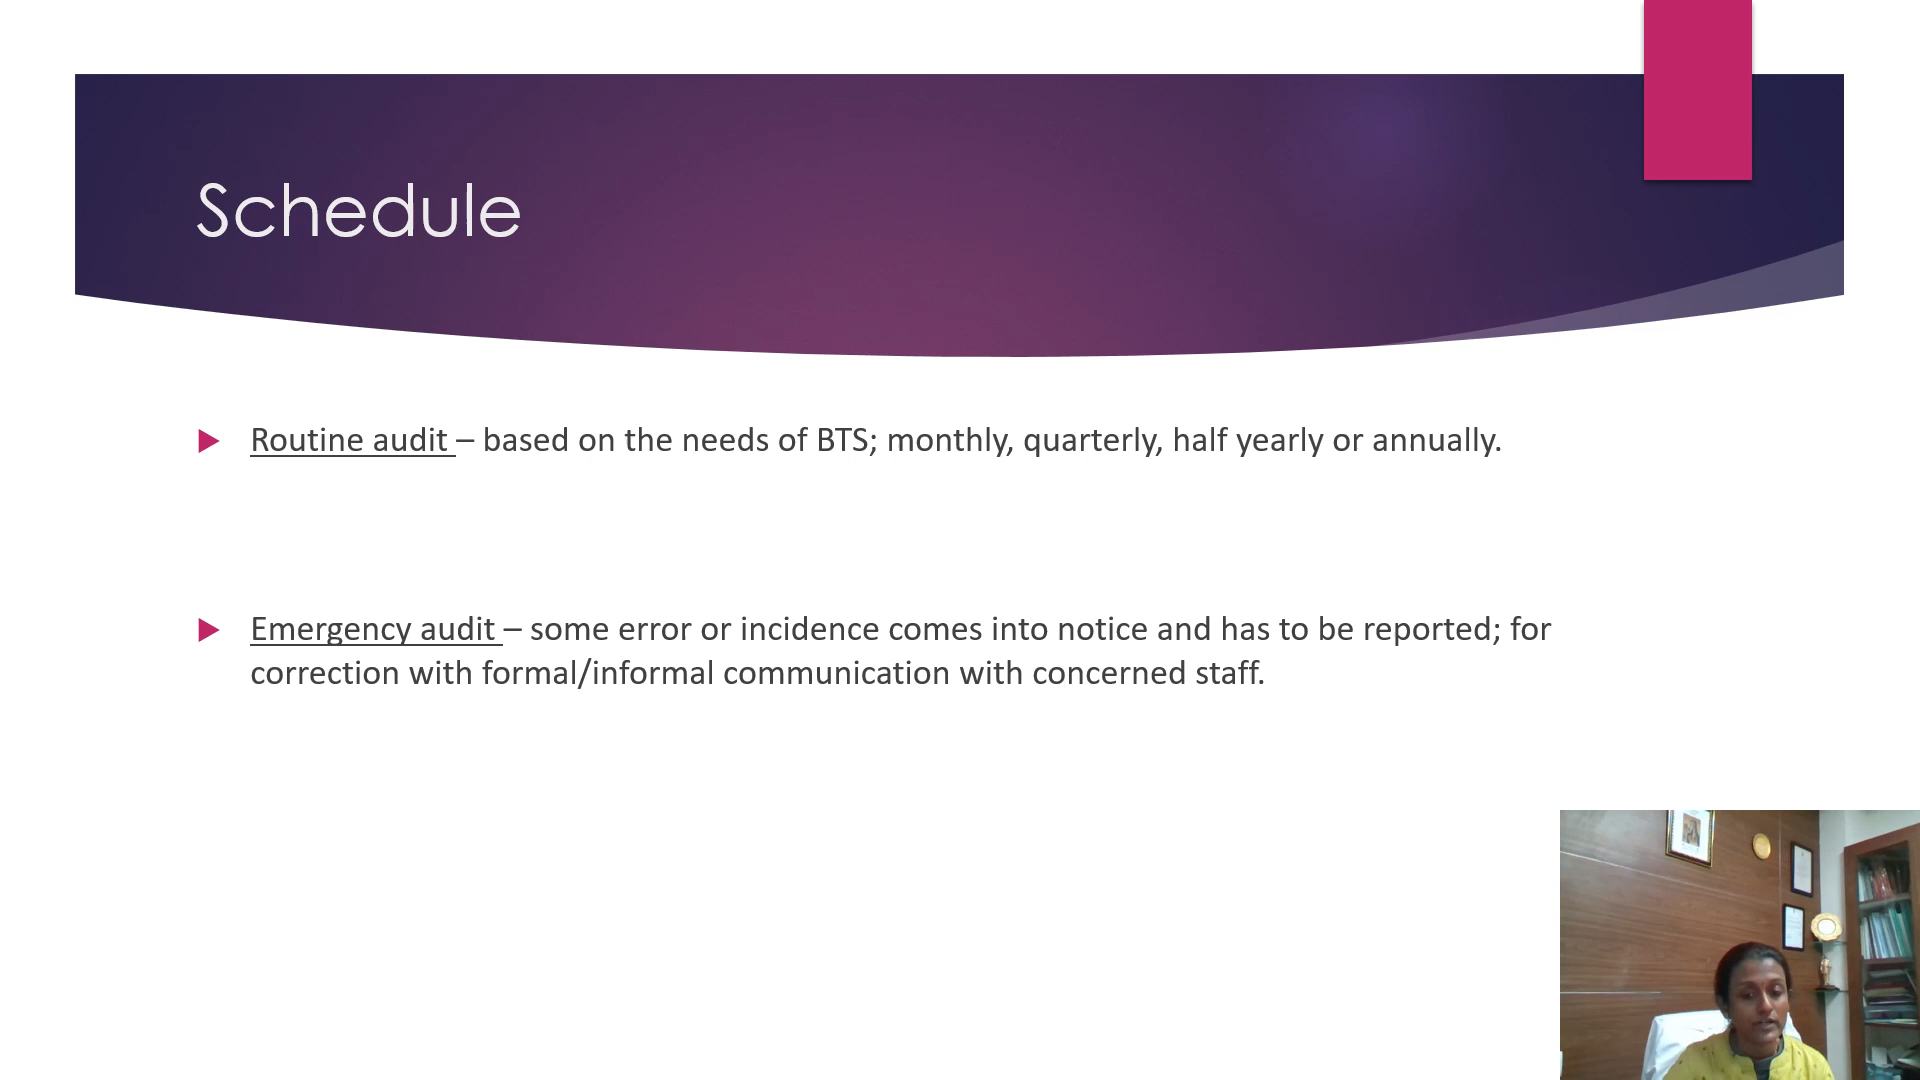 Schedule
Routine audit – based on the needs of BTS; monthly, quarterly, half yearly or annually.
Emergency audit – some error or incidence comes into notice and has to be reported; for
correction with formal/informal communication with concerned staff.